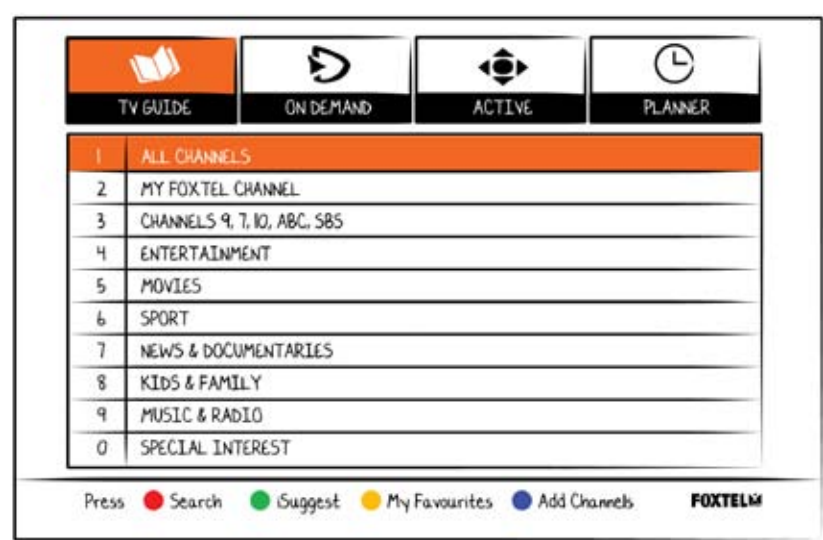 TV GUIDE ON DEMAND ACTIVE PLANNER
1 ALL CHANNELS
2 MY FOXTEL CHANNEL
3 CHANNELS 9, 7, 10, ABC, SBS
4 ENTERTAINMENT
5 MOVIES
6 SPORT
7 NEWS & DOCUMENTARIES
8 KIDS & FAMILY
9 MUSIC & RADIO
0 SPECIAL INTEREST
Press Search iSuggest My Favourites Add Channels FOXTEL